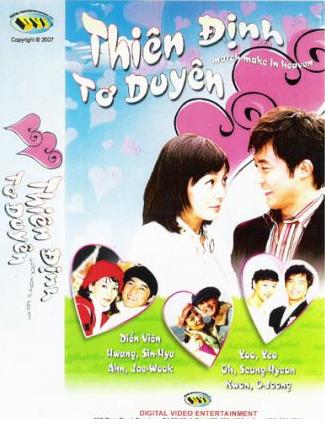 Copyright © 2007
Thiên Định
match make in heaven
Tơ Duyên
Thiên Định
Tơ Duyên
Diễn Viên
Hwang, Sin-Hye
Ahn, Jae-Wook
Yoo, Yeo
Oh, Seung-Hyeon
Kwon, O-Joong
DIGITAL VIDEO ENTERTAINMENT